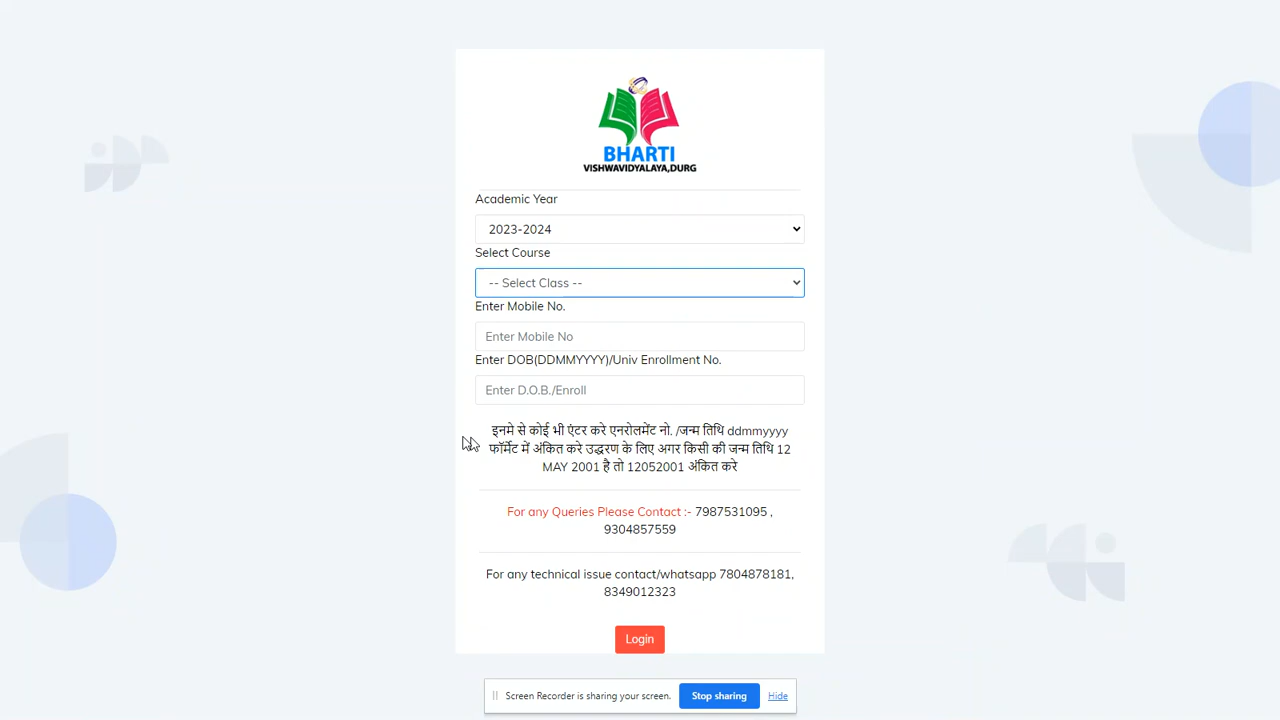 BHARTI
VISHWAVIDYALAYA,DURG
Academic Year
2023-2024
Select Course
-- Select Class --
Enter Mobile No.
Enter Mobile No
Enter DOB(DDMMYYYY)/Univ Enrollment No.
Enter D.O.B./Enroll
इनमे से कोई भी एंटर करे एनरोलमेंट नो. /जन्म तिथि ddmmyyyy
फॉर्मेट में अंकित करे उद्धरण के लिए अगर किसी की जन्म तिथि 12
MAY 2001 है तो 12052001 अंकित करे
For any Queries Please Contact :- 7987531095 ,
9304857559
For any technical issue contact/whatsapp 7804878181,
8349012323
Login
Screen Recorder is sharing your screen.
Stop sharing
Hide